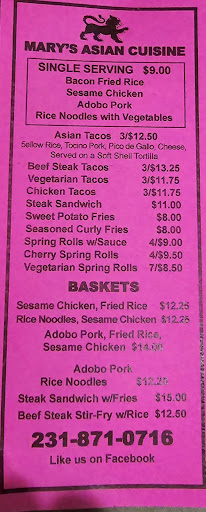 MARY'S ASIAN CUISINE
SINGLE SERVING $9.00
Bacon Fried Rice
Sesame Chicken
Adobo Pork
Rice Noodles with Vegetables
Asian Tacos 3/$12.50
5ellow Rice, Tocino Pork, Pico de Gallo, Cheese,
Served on a Soft Shell Tortilla
Beef Steak Tacos 3/$13.25
Vegetarian Tacos 3/$11.75
Chicken Tacos 3/$11.75
Steak Sandwich $11.00
Sweet Potato Fries $8.00
Seasoned Curly Fries $8.00
Spring Rolls w/Sauce 4/$9.00
Cherry Spring Rolls 4/$9.50
Vegetarian Spring Rolls 7/$8.50
BASKETS
Sesame Chicken, Fried Rice $12.25
Rice Noodles, Sesame Chicken $12.25
Adobo Pork, Fried Rice,
Sesame Chicken $14.00
Adobo Pork
Rice Noodles $12.25
Steak Sandwich w/Fries $15.00
Beef Steak Stir-Fry w/Rice $12.50
231-871-0716
Like us on Facebook